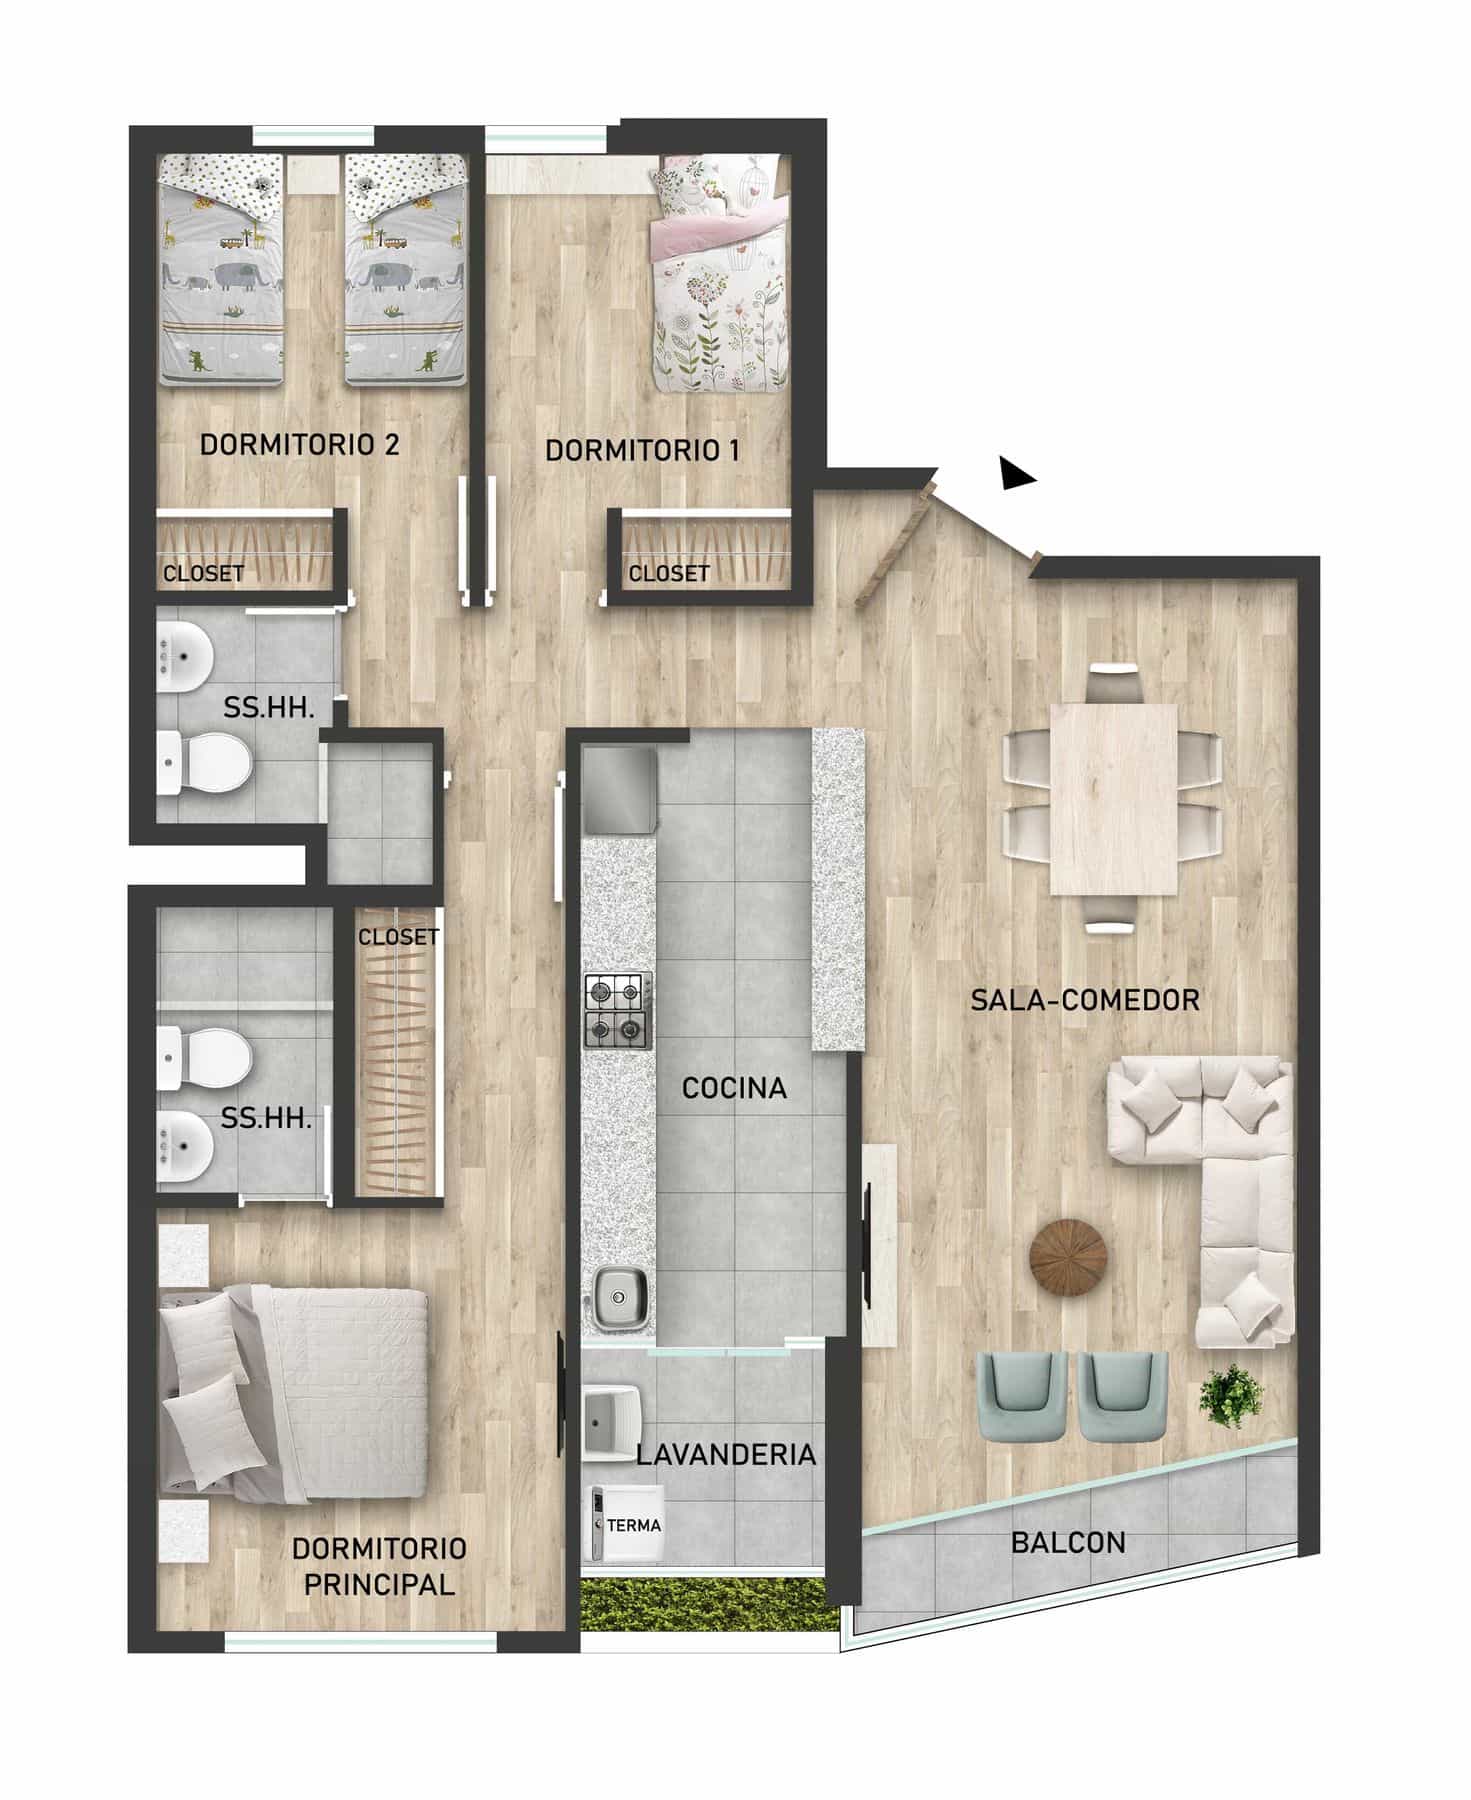 DORMITORIO 2
DORMITORIO 1
CLOSET
CLOSET
SS.HH.
CLOSET
SALA-COMEDOR
COCINA
SS.HH.
LAVANDERIA
TERMA
BALCON
DORMITORIO
PRINCIPAL